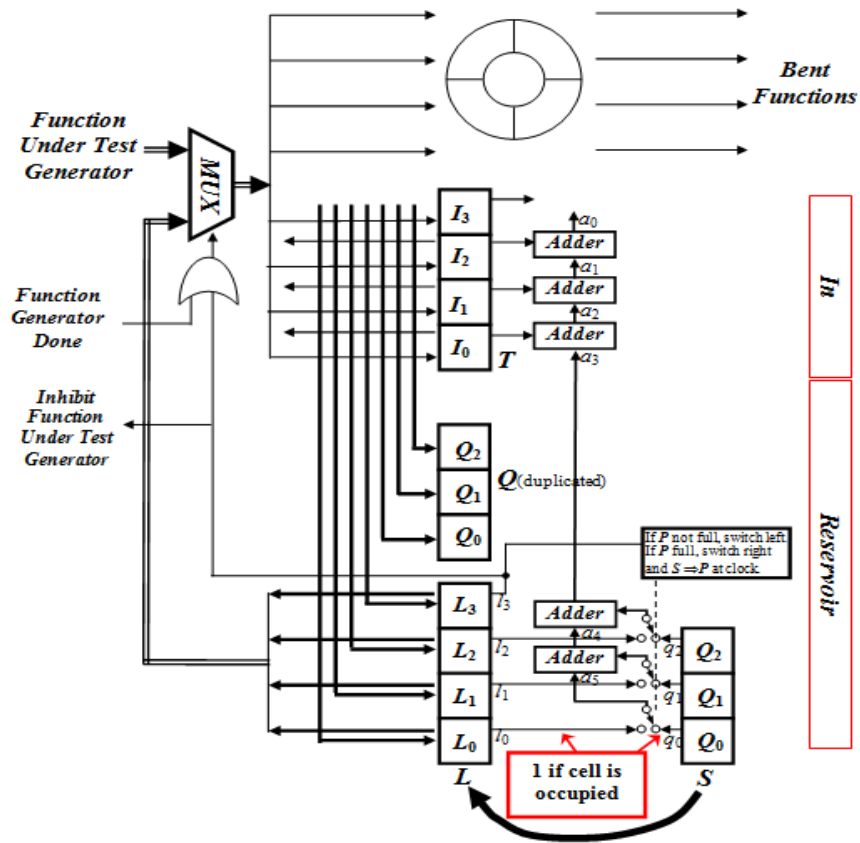 Bent
Functions
Function
Under Test
Generator
MUX
Function
Generator
Done
Inhibit
Function
Under Test
Generator
I3
I2
I1
I0
T
a0
Adder
a1
Adder
a2
Adder
a3
In
Q2
Q1
Q0
Q(duplicated)
If P not full, switch left.
If P full, switch right
and S ⇒ P at clock.
Reservoir
L3
L2
L1
L0
L
l3
l2
l1
l0
Adder
a4
Adder
a5
q2
q1
q0
Q2
Q1
Q0
S
1 if cell is
occupied